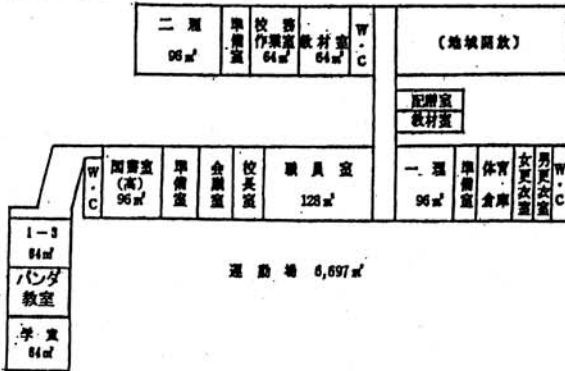 二理
96㎡
準備室
校務
作業室
64㎡
教材室
64㎡
W・C
(地域開放)
配膳室
教材室
W・C
図書室
(高)
96㎡
準備室
会議室
校長室
職員室
128㎡
一理
96㎡
準備室
体育倉庫
女更衣室
男更衣室
W・C
1-3
64㎡
パンダ
教室
学童
64㎡
運動場 6,697㎡